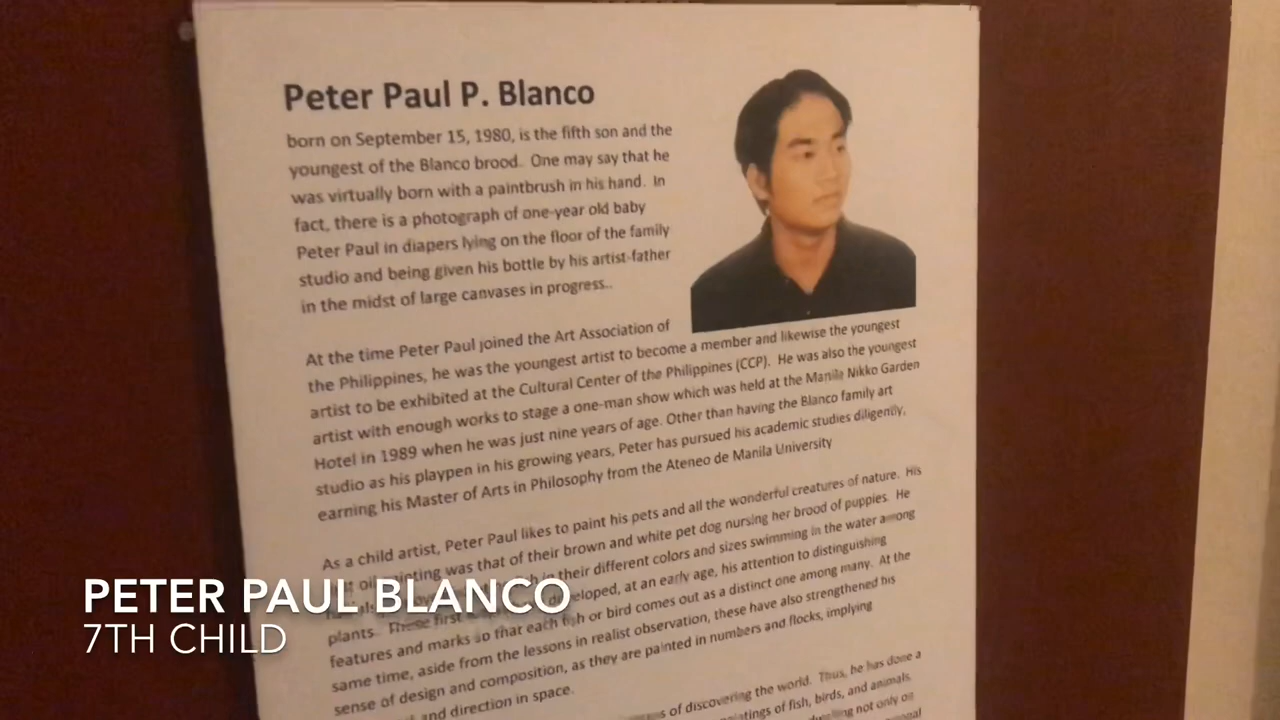 Peter Paul P. Blanco
born on September 15, 1980, is the fifth son and the
youngest of the Blanco brood. One may say that he
was virtually born with a paintbrush in his hand. In
fact, there is a photograph of one-year old baby
Peter Paul in diapers lying on the floor of the family
studio and being given his bottle by his artist-father
in the midst of large canvases in progress..
At the time Peter Paul joined the Art Association of
the Philippines, he was the youngest artist to become a member and likewise the youngest
artist to be exhibited at the Cultural Center of the Philippines (CCP). He was also the youngest
artist with enough works to stage a one-man show which was held at the Manila Nikko Garden
Hotel in 1989 when he was just nine years of age. Other than having the Blanco family art
studio as his playpen in his growing years, Peter has pursued his academic studies diligently,
earning his Master of Arts in Philosophy from the Ateneo de Manila University
As a child artist, Peter Paul likes to paint his pets and all the wonderful creatures of nature. His
oil painting was that of their brown and white pet dog nursing her brood of puppies. He
in their different colors and sizes swimming in the water among
plants. These first developed, at an early age, his attention to distinguishing
features and marks so that each fish or bird comes out as a distinct one among many. At the
same time, aside from the lessons in realist observation, these have also strengthened his
sense of design and composition, as they are painted in numbers and flocks, implying
and direction in space.
of discovering the world. Thus, he has done a
paintings of fish, birds, and animals.
not only on
PETER PAUL BLANCO
7TH CHILD